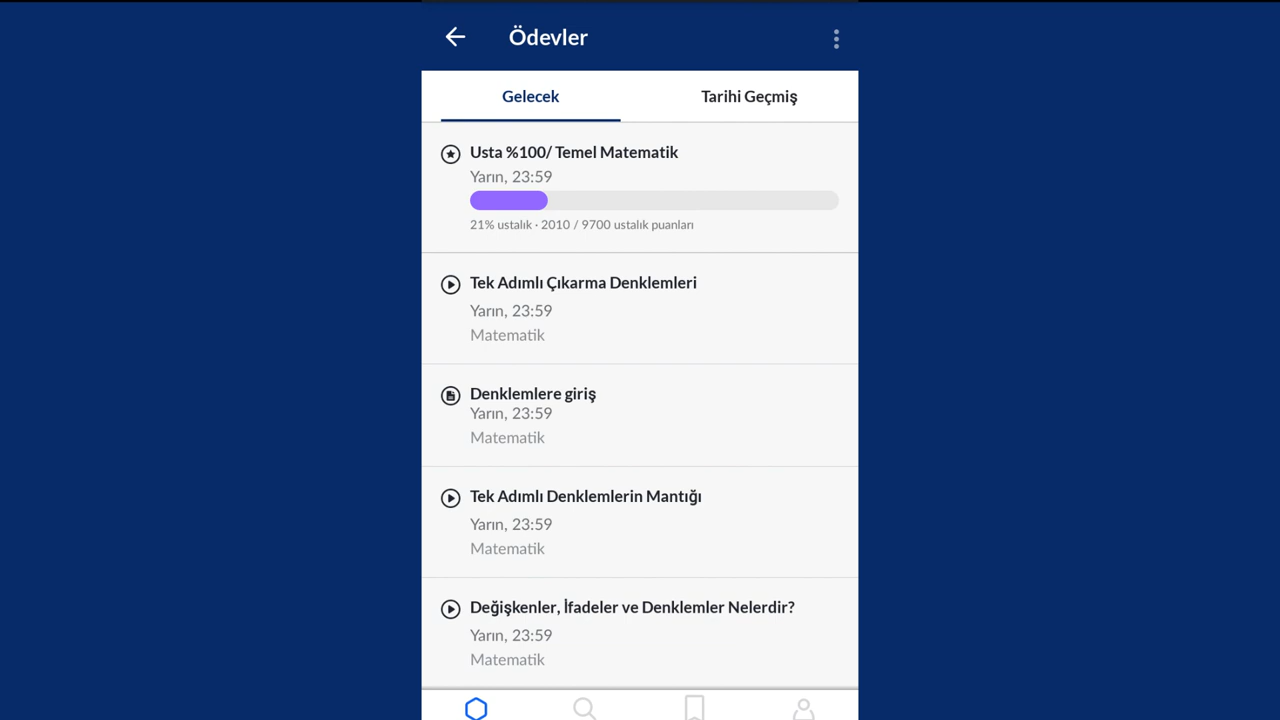 Ödevler
Gelecek
Tarihi Geçmiş
Usta %100/ Temel Matematik
Yarın, 23:59
21% ustalık · 2010 / 9700 ustalık puanları
Tek Adımlı Çıkarma Denklemleri
Yarın, 23:59
Matematik
Denklemlere giriş
Yarın, 23:59
Matematik
Tek Adımlı Denklemlerin Mantığı
Yarın, 23:59
Matematik
Değişkenler, İfadeler ve Denklemler Nelerdir?
Yarın, 23:59
Matematik